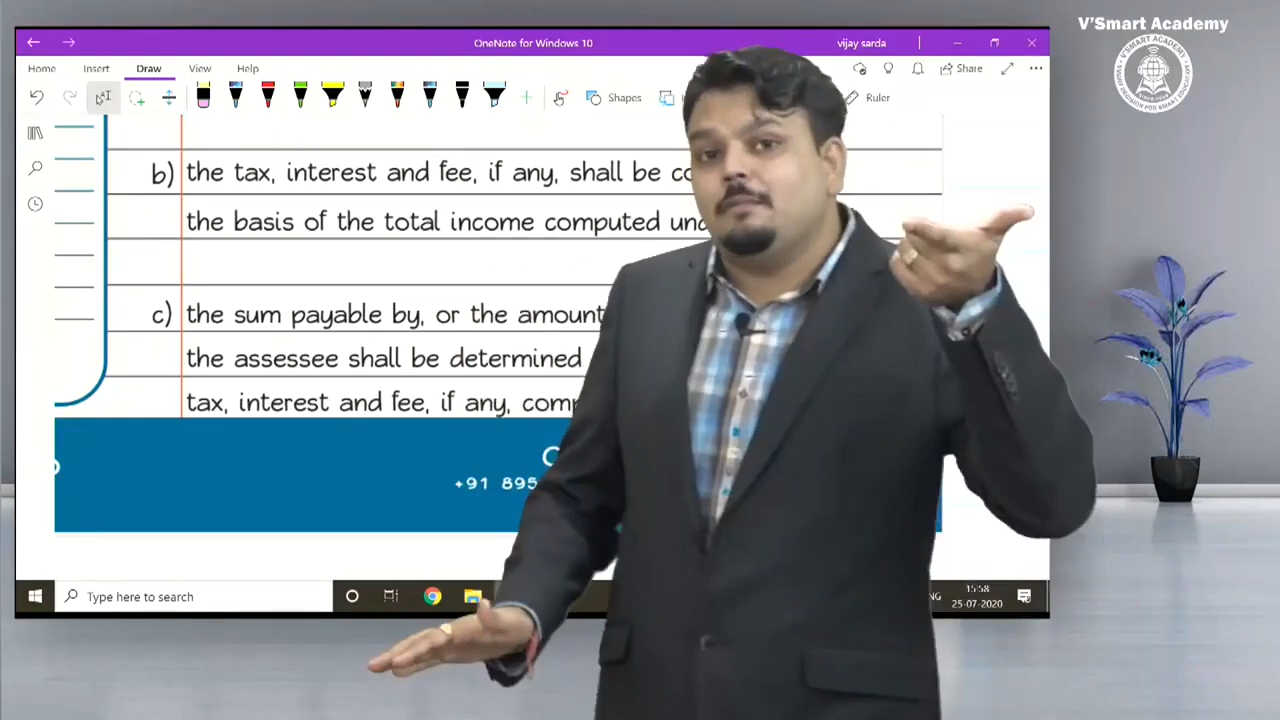 V'Smart Academy
OneNote for Windows 10
vijay sarda
Home Insert Draw View Help
Share
Shapes
Ruler
b) the tax, interest and fee, if any, shall be
the basis of the total income computed
c) the sum payable by, or the amount
the assessee shall be determined
tax, interest and fee, if any,
+91 895
Type here to search
15:58
25-07-2020